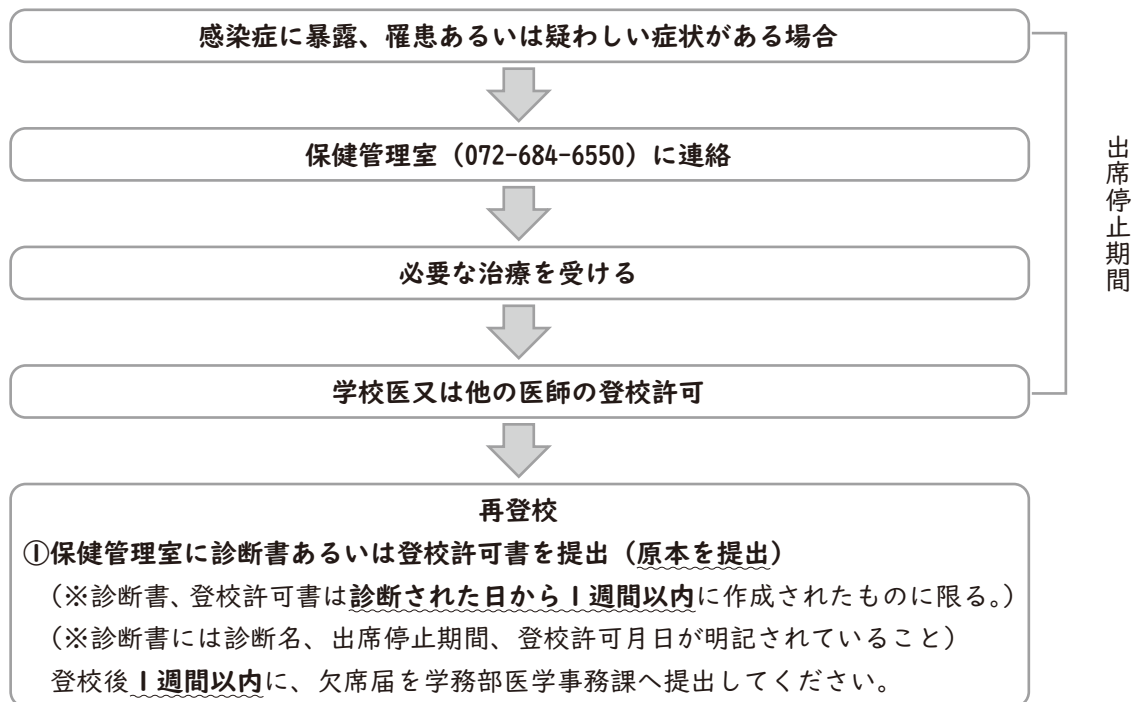 感染症に暴露、罹患あるいは疑わしい症状がある場合
保健管理室（072-684-6550）に連絡
必要な治療を受ける
学校医又は他の医師の登校許可
出席停止期間
再登校
①保健管理室に診断書あるいは登校許可書を提出（原本を提出）
（※診断書、登校許可書は診断された日から1週間以内に作成されたものに限る。）
（※診断書には診断名、出席停止期間、登校許可月日が明記されていること）
登校後1週間以内に、欠席届を学務部医学事務課へ提出してください。